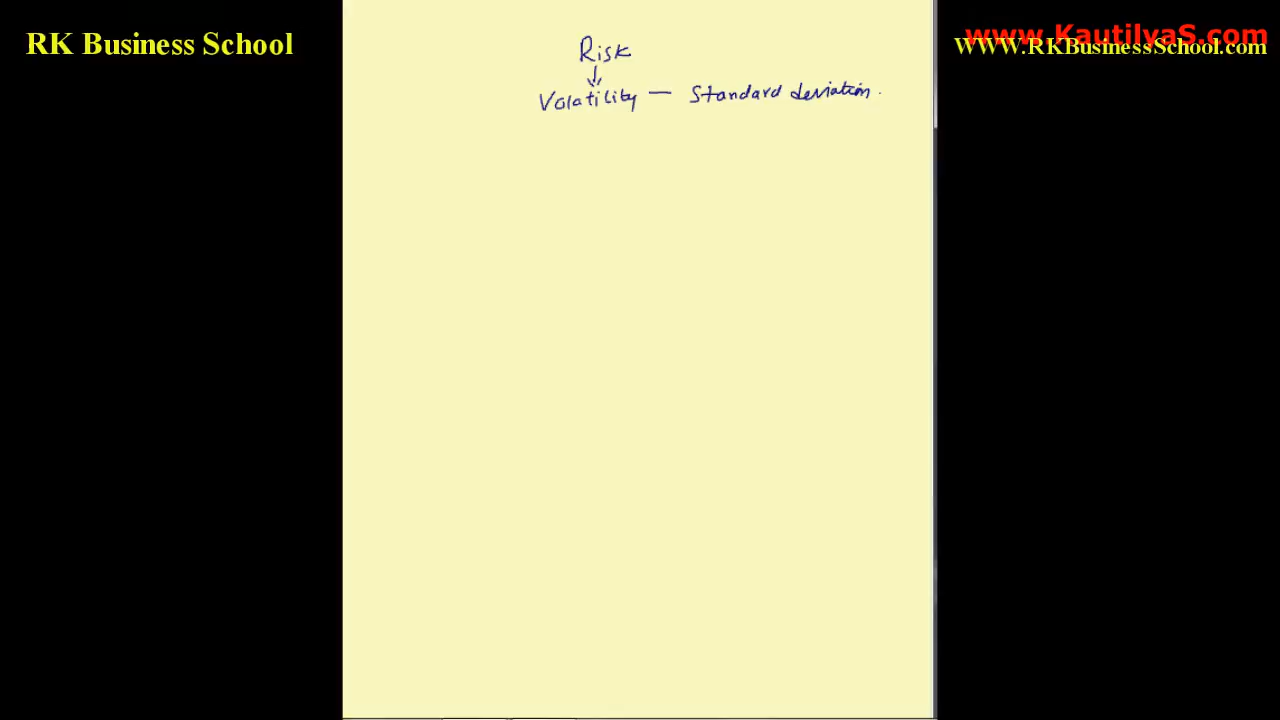 RK Business School
www.KautilyaS.com
WWW.RKBusinessSchool.com
Risk
Volatility — Standard deviation.